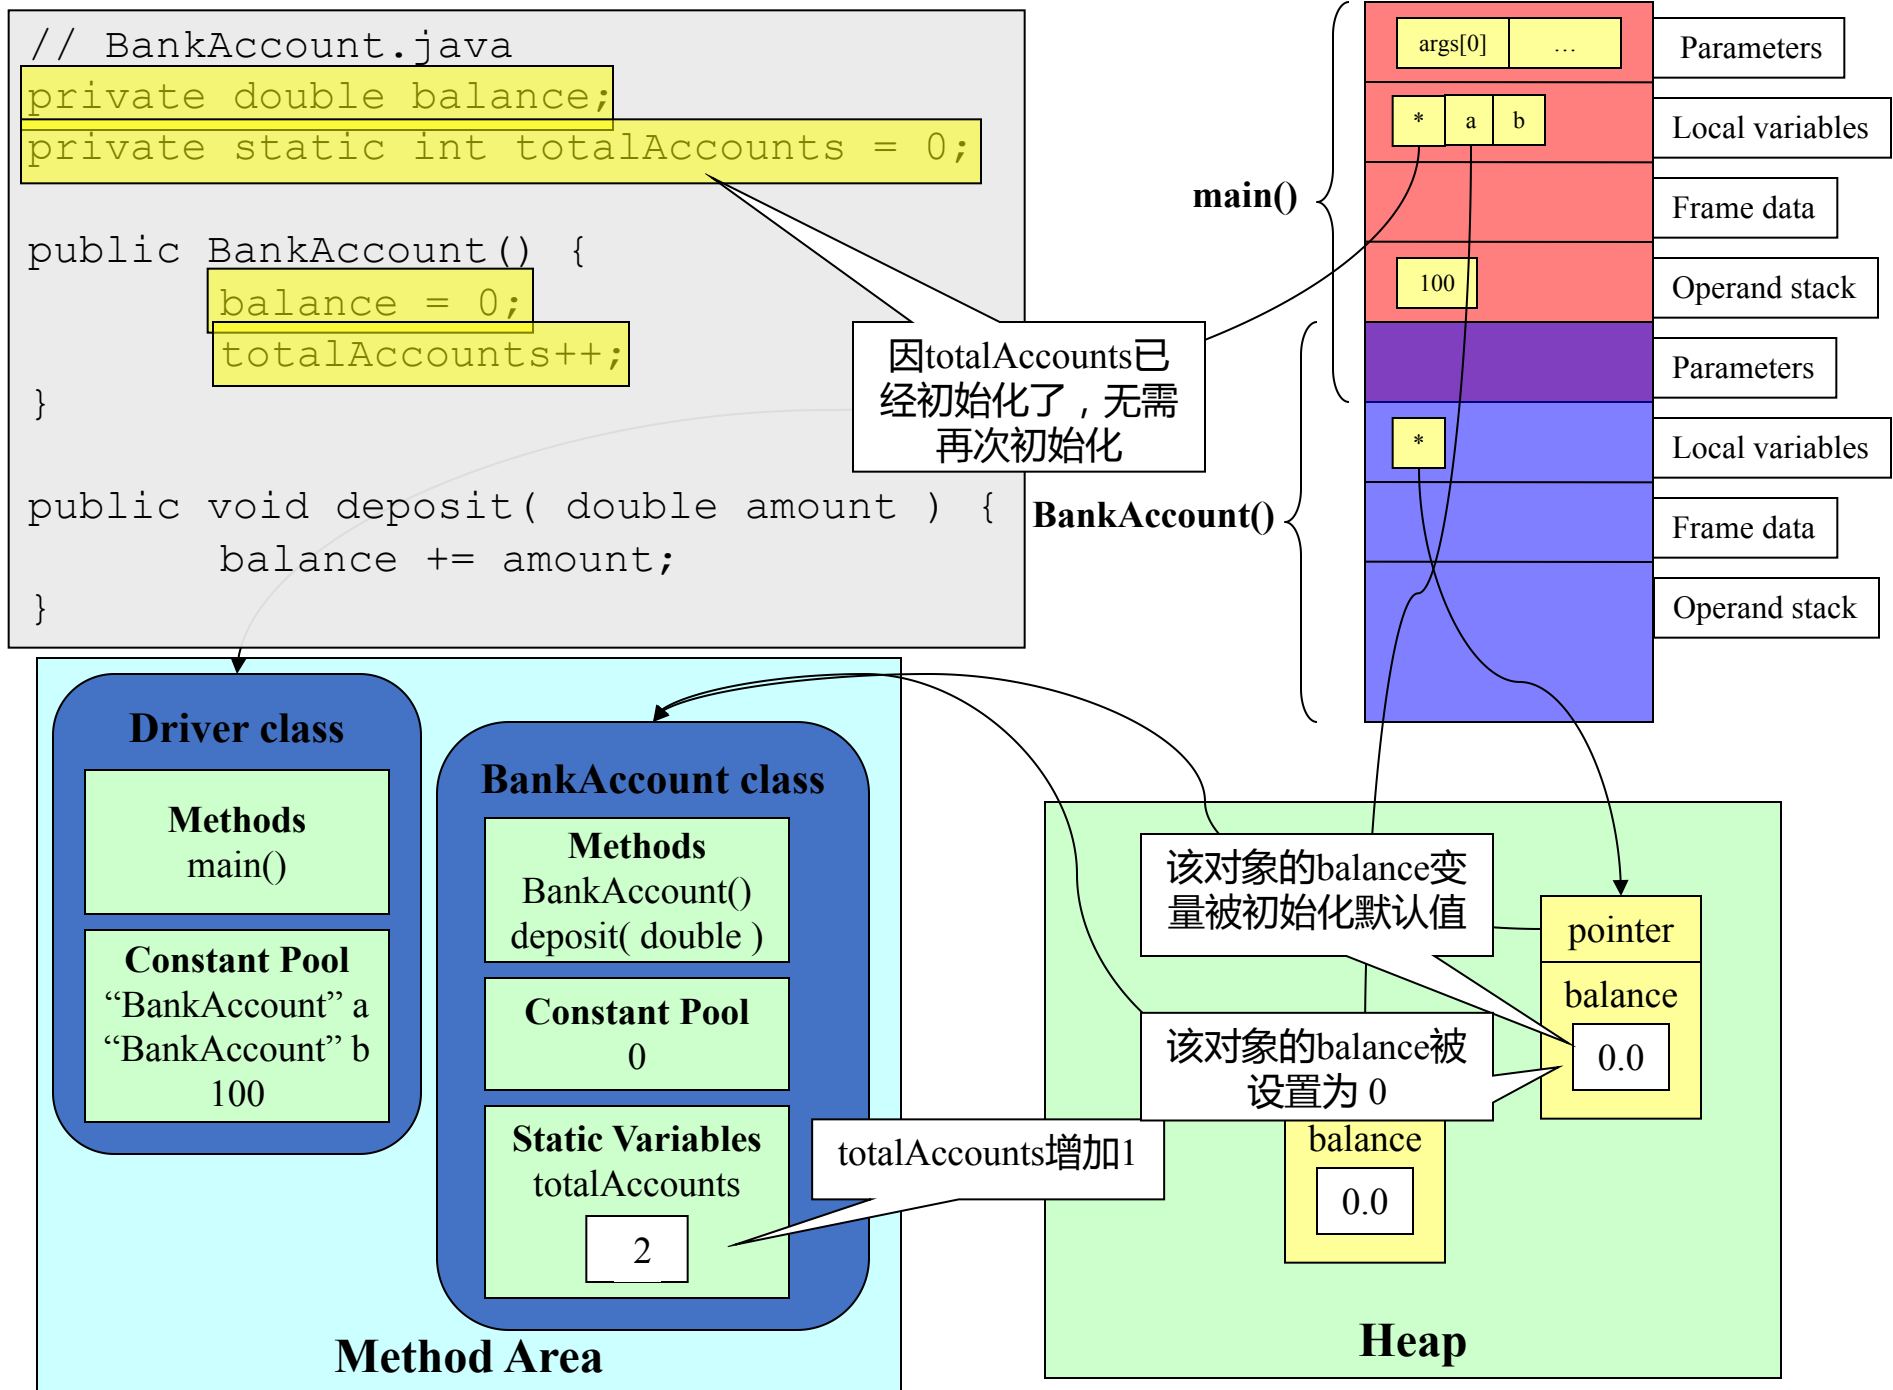 // BankAccount.java
private double balance;
private static int totalAccounts = 0;
public BankAccount() {
balance = 0;
totalAccounts++;
}
public void deposit( double amount ) {
balance += amount;
}
因totalAccounts已
经初始化了，无需
再次初始化
main()
BankAccount()
args[0] …
Parameters
* a b
Local variables
Frame data
100
Operand stack
Parameters
*
Local variables
Frame data
Operand stack
Driver class
Methods
main()
Constant Pool
“BankAccount” a
“BankAccount” b
100
BankAccount class
Methods
BankAccount()
deposit( double )
Constant Pool
0
Static Variables
totalAccounts
2
Method Area
totalAccounts增加1
该对象的balance变
量被初始化默认值
该对象的balance被
设置为 0
pointer
balance
0.0
balance
0.0
Heap